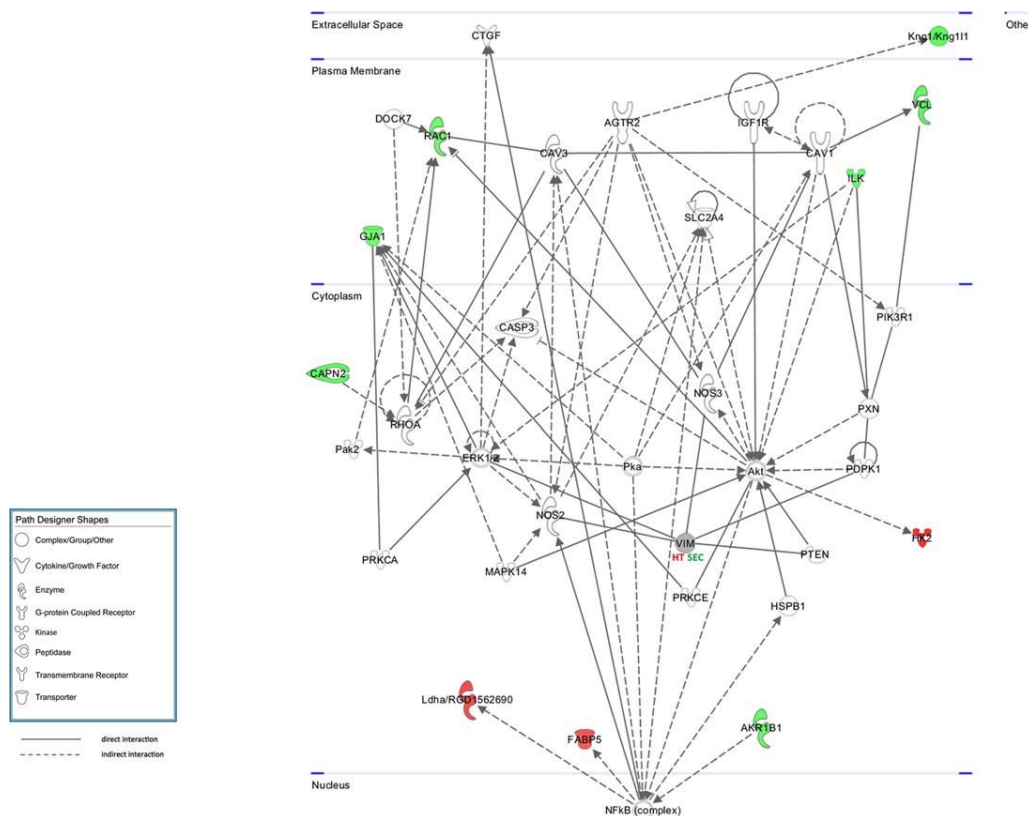 Extracellular Space
Othe
CTGF
Kng1/Kng1l1
Plasma Membrane
VCL
DOCK7
RAC1
AGTR2
IGF1R
CAV3
CAV1
ILK
SLC2A4
GJA1
Cytoplasm
PIK3R1
CASP3
CAPN2
NOS3
PXN
RHOA
Pak2
ERK1/2
Pka
Akt
PDPK1
NOS2
Path Designer Shapes
Complex/Group/Other
Cytokine/Growth Factor
Enzyme
G-protein Coupled Receptor
Kinase
Peptidase
Transmembrane Receptor
Transporter
direct interaction
indirect interaction
VIM
HT SEC
HK2
PRKCA
MAPK14
PTEN
PRKCE
HSPB1
Ldha/RGD1562690
FABP5
AKR1B1
Nucleus
NFkB (complex)